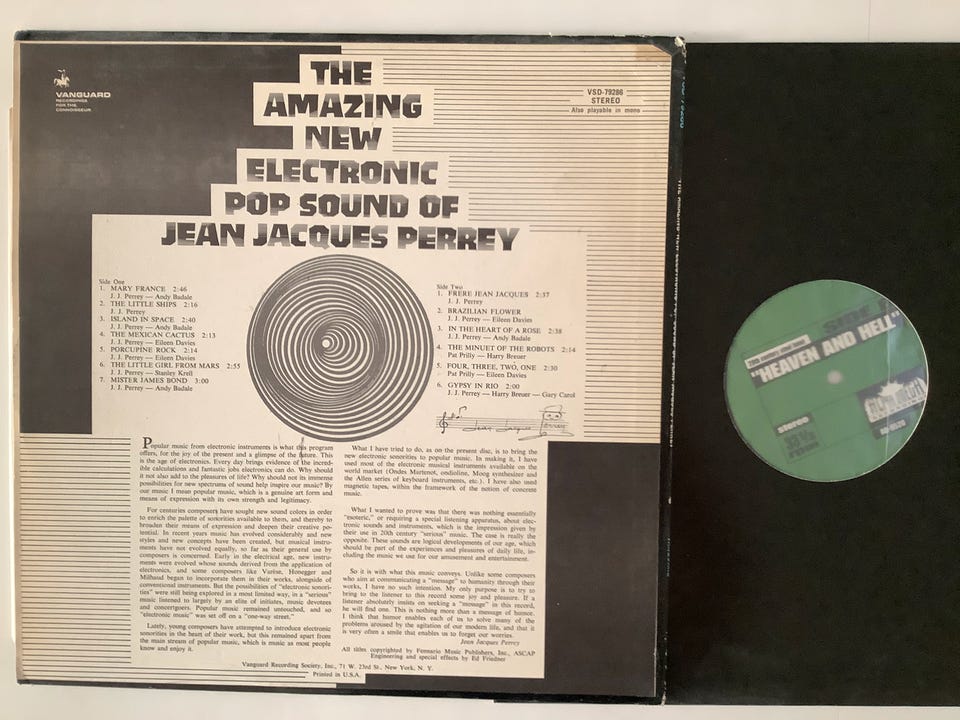 VANGUARD
RECORDINGS
FOR THE
CONNOISSEUR
THE
AMAZING
NEW
ELECTRONIC
POP SOUND OF
JEAN JACQUES PERREY
VSD-79286
STEREO
Also playable in mono
Side One
1. MARY FRANCE 2:46
J. J. Perrey — Andy Badale
2. THE LITTLE SHIPS 2:16
J. J. Perrey
3. ISLAND IN SPACE 2:40
J. J. Perrey — Andy Badale
4. THE MEXICAN CACTUS 2:13
J. J. Perrey — Eileen Davies
5. PORCUPINE ROCK 2:14
J. J. Perrey — Eileen Davies
6. THE LITTLE GIRL FROM MARS 2:55
J. J. Perrey — Stanley Krell
7. MISTER JAMES BOND 3:00
J. J. Perrey — Andy Badale
Side Two
1. FRERE JEAN JACQUES 2:37
J. J. Perrey
2. BRAZILIAN FLOWER
J. J. Perrey — Eileen Davies
3. IN THE HEART OF A ROSE 2:38
J. J. Perrey — Andy Badale
4. THE MINUET OF THE ROBOTS 2:14
Pat Prilly — Harry Breuer
5. FOUR, THREE, TWO, ONE 2:30
Pat Prilly — Eileen Davies
6. GYPSY IN RIO 2:00
J. J. Perrey — Harry Breuer — Gary Carol
Jean Jacques Perrey
Popular music from electronic instruments is what this program
offers, for the joy of the present and a glimpse of the future. This
is the age of electronics. Every day brings evidence of the incred-
ible calculations and fantastic jobs electronics can do. Why should
it not also add to the pleasures of life? Why should not its immense
possibilities for new spectrums of sound help inspire our music? By
our music I mean popular music, which is a genuine art form and
means of expression with its own strength and legitimacy.
For centuries composers have sought new sound colors in order
to enrich the palette of sonorities available to them, and thereby to
broaden their means of expression and deepen their creative po-
tential. In recent years music has evolved considerably and new
styles and new concepts have been created, but musical instru-
ments have not evolved equally, so far as their general use by
composers is concerned. Early in the electrical age, new instru-
ments were evolved whose sounds derived from the application of
electronics, and some composers like Varèse, Honegger and
Milhaud began to incorporate them in their works, alongside of
conventional instruments. But the possibilities of "electronic sonori-
ties" were still being explored in a most limited way, in a "serious"
music listened to largely by an elite of initiates, music devotees
and concertgoers. Popular music remained untouched, and so
"electronic music" was set off on a "one-way street."
Lately, young composers have attempted to introduce electronic
sonorities in the heart of their work, but this remained apart from
the main stream of popular music, which is music as most people
know and enjoy it.
What I have tried to do, as on the present disc, is to bring the
new electronic sonorities to popular music. In making it, I have
used most of the electronic musical instruments available on the
world market (Ondes Martenot, ondioline, Moog synthesizer and
the Allen series of keyboard instruments, etc.). I have also used
magnetic tapes, within the framework of the notion of concrete
music.
What I wanted to prove was that there was nothing essentially
"esoteric," or requiring a special listening apparatus, about elec-
tronic sounds and instruments, which is the impression given by
their use in 20th century "serious" music. The case is really the
opposite. These sounds are logical developments of our age, which
should be part of the experiences and pleasures of daily life, in-
cluding the music we use for our amusement and entertainment.
So it is with what this music conveys. Unlike some composers
who aim at communicating a "message" to humanity through their
works, I have no such intention. My only purpose is to try to
bring to the listener to this record some joy and pleasure. If a
listener absolutely insists on seeking a "message" in this record,
he will find one. This is nothing more than a message of humor.
I think that humor enables each of us to solve many of the
problems aroused by the agitation of our modern life, and that it
is very often a smile that enables us to forget our worries.
Jean Jacques Perrey
All titles copyrighted by Fennario Music Publishers, Inc., ASCAP
Engineering and special effects by Ed Friedner
Vanguard Recording Society, Inc., 71 W. 23rd St., New York, N. Y.
Printed in U.S.A.
"HEAVEN AND HELL"
Stereo